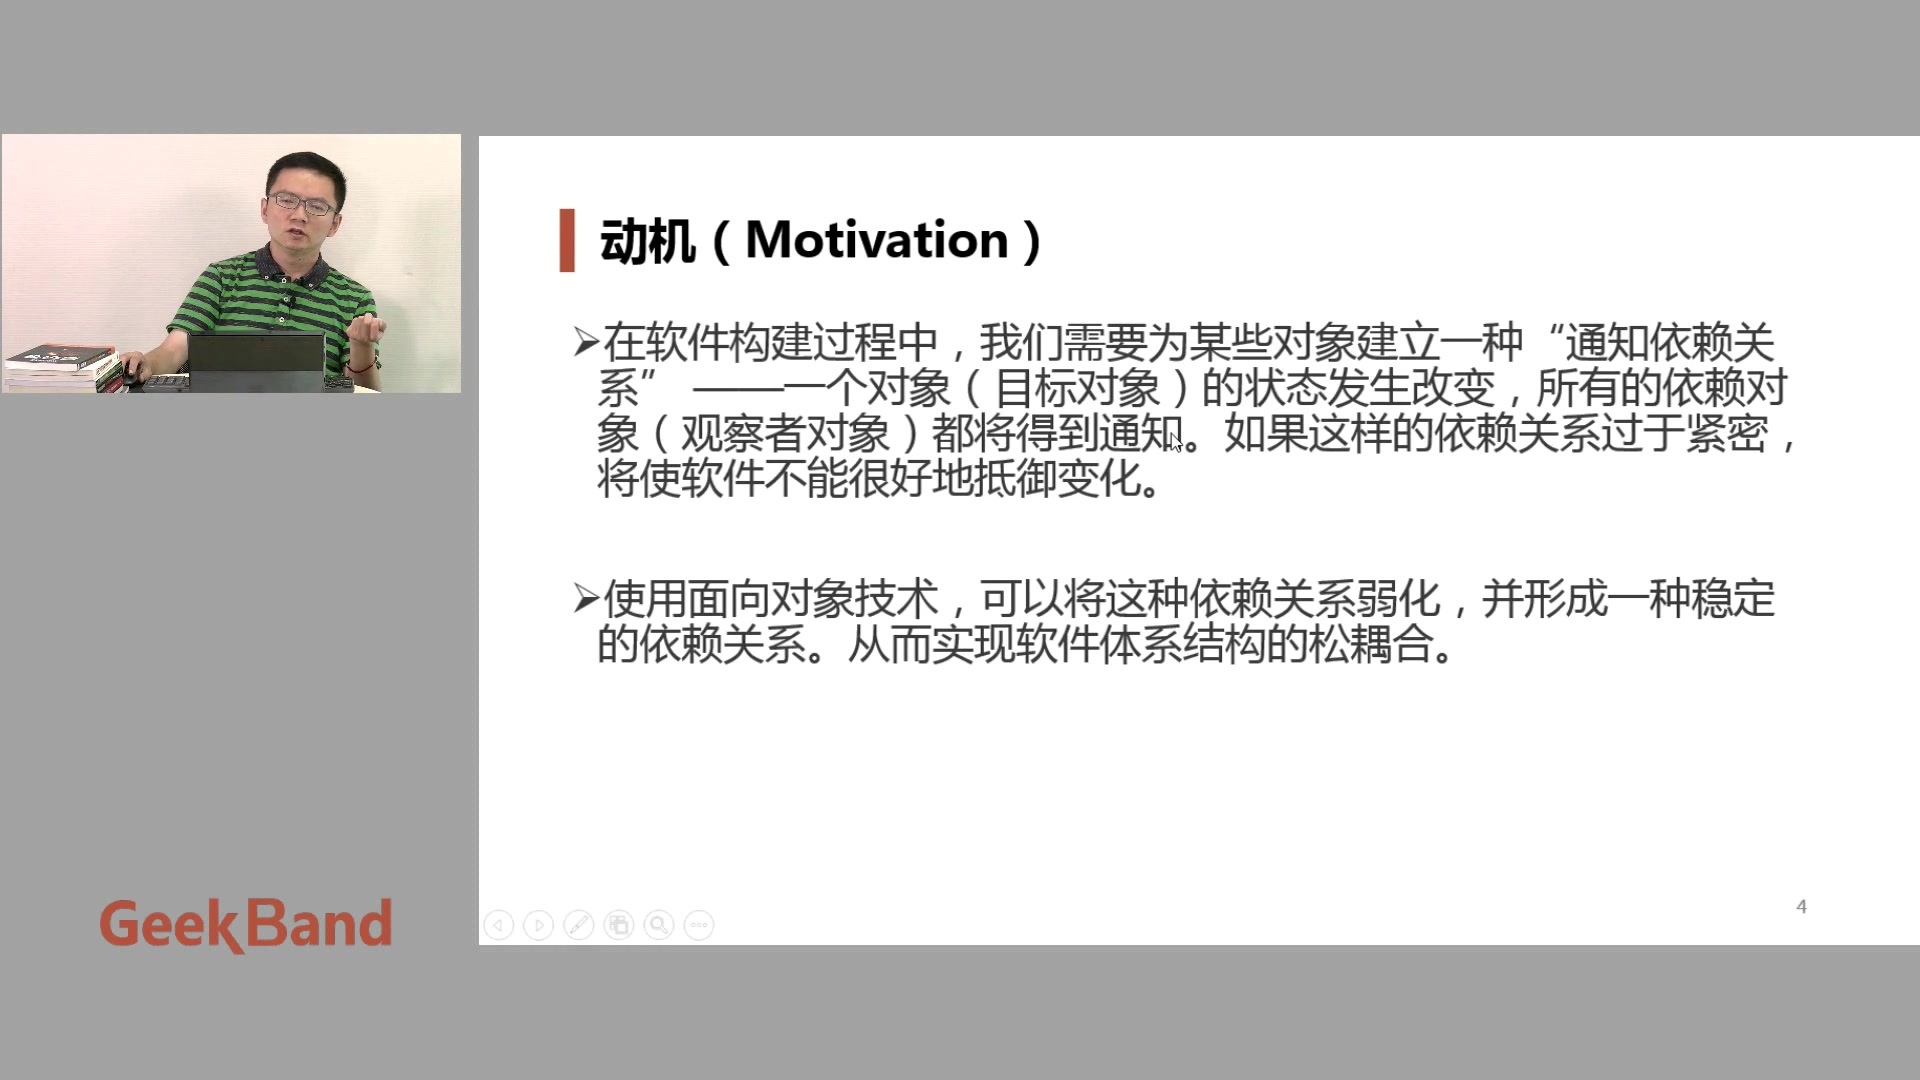 动机（Motivation）
➢在软件构建过程中，我们需要为某些对象建立一种“通知依赖关
系” ——一个对象（目标对象）的状态发生改变，所有的依赖对
象（观察者对象）都将得到通知。如果这样的依赖关系过于紧密，
将使软件不能很好地抵御变化。
➢使用面向对象技术，可以将这种依赖关系弱化，并形成一种稳定
的依赖关系。从而实现软件体系结构的松耦合。
4
GeekBand